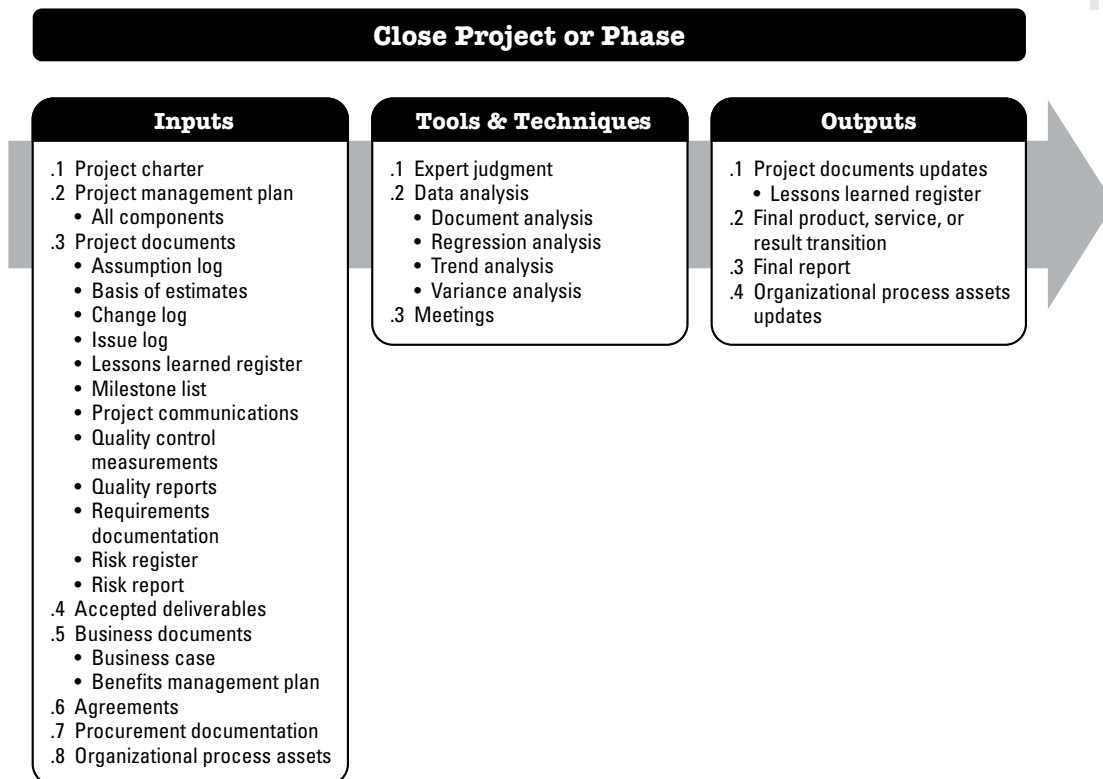 Close Project or Phase
Inputs
.1 Project charter
.2 Project management plan
• All components
.3 Project documents
• Assumption log
• Basis of estimates
• Change log
• Issue log
• Lessons learned register
• Milestone list
• Project communications
• Quality control
measurements
• Quality reports
• Requirements
documentation
• Risk register
• Risk report
.4 Accepted deliverables
.5 Business documents
• Business case
• Benefits management plan
.6 Agreements
.7 Procurement documentation
.8 Organizational process assets
Tools & Techniques
.1 Expert judgment
.2 Data analysis
• Document analysis
• Regression analysis
• Trend analysis
• Variance analysis
.3 Meetings
Outputs
.1 Project documents updates
• Lessons learned register
.2 Final product, service, or
result transition
.3 Final report
.4 Organizational process assets
updates